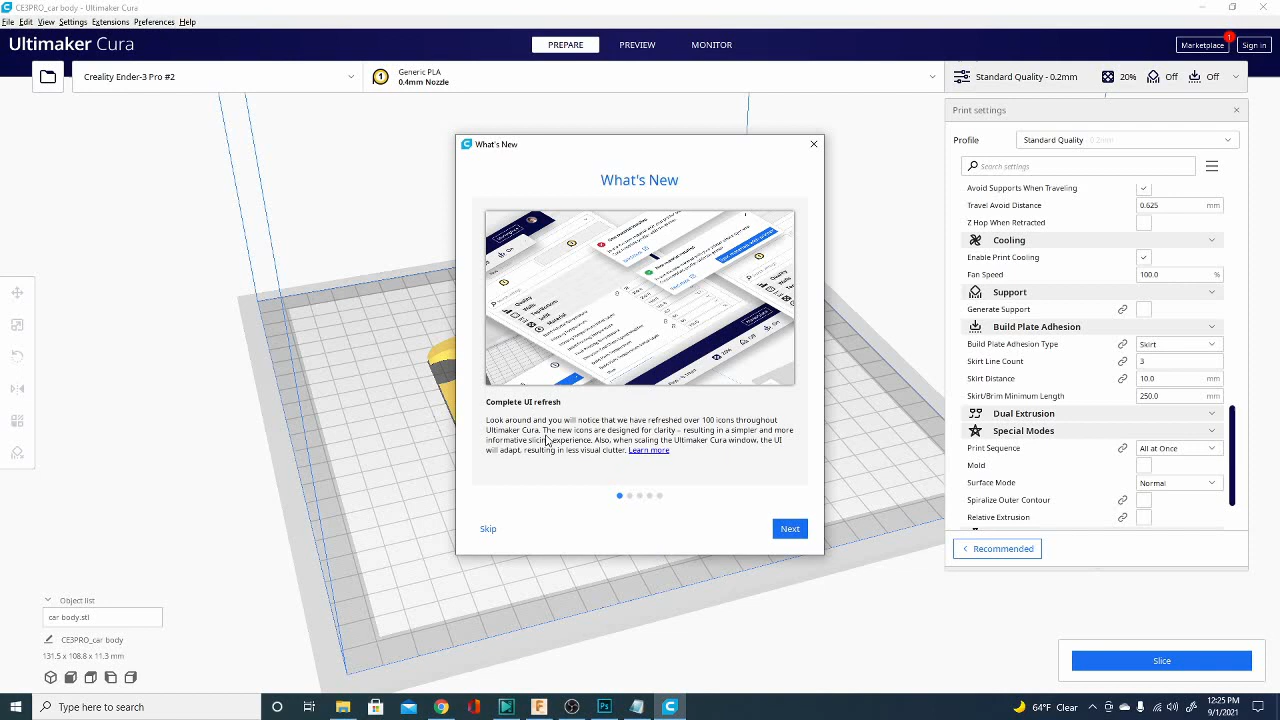 CE3PRO_car body - Ultimaker Cura
File Edit View Settings Extensions Preferences Help
Ultimaker Cura
PREPARE PREVIEW MONITOR
Marketplace 1 Sign in
Creality Ender-3 Pro #2
1 Generic PLA
0.4mm Nozzle
Standard Quality - 0.2mm 20% Off Off
Print settings
Profile Standard Quality - 0.2mm
Search settings
Avoid Supports When Traveling
Travel Avoid Distance 0.625 mm
Z Hop When Retracted
Cooling
Enable Print Cooling
Fan Speed 100.0 %
Support
Generate Support
Build Plate Adhesion
Build Plate Adhesion Type Skirt
Skirt Line Count 3
Skirt Distance 10.0 mm
Skirt/Brim Minimum Length 250.0 mm
Dual Extrusion
Special Modes
Print Sequence All at Once
Mold
Surface Mode Normal
Spiralize Outer Contour
Relative Extrusion
Recommended
What's New
What's New
Complete UI refresh
Look around and you will notice that we have refreshed over 100 icons throughout
Ultimaker Cura. The new icons are designed for clarity – resulting in a simpler and more
informative slicing experience. Also, when scaling the Ultimaker Cura window, the UI
will adapt, resulting in less visual clutter. Learn more
Skip Next
Object list
car body.stl
CE3PRO_car body
131.5 x 108.8 x 11.3 mm
Slice
Type here to search
64°F Clear
12:25 PM
9/1/2021